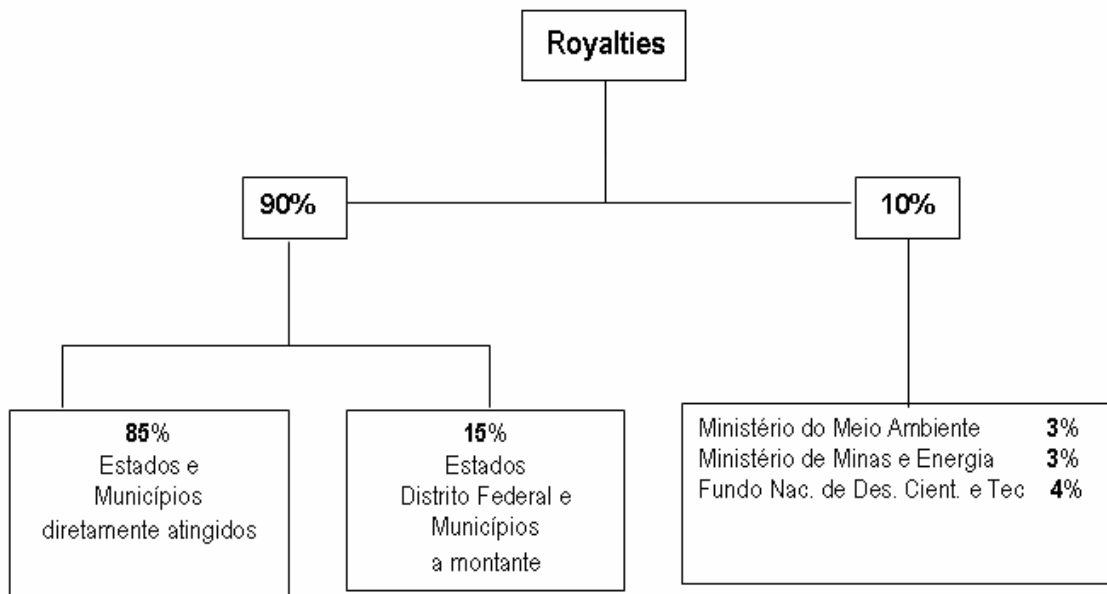 Royalties
90%
10%
85%
Estados e
Municípios
diretamente atingidos
15%
Estados
Distrito Federal e
Municípios
a montante
Ministério do Meio Ambiente 3%
Ministério de Minas e Energia 3%
Fundo Nac. de Des. Cient. e Tec 4%